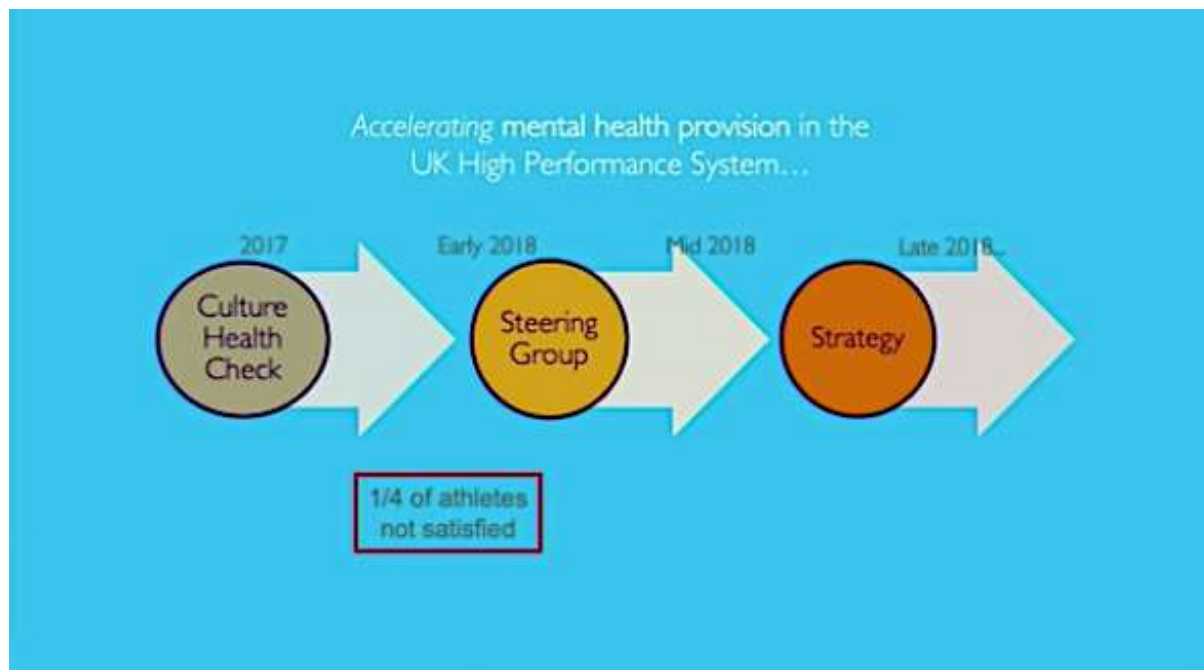 Accelerating mental health provision in the
UK High Performance System...
2017
Early 2018
Mid 2018
Late 2018...
Culture
Health
Check
Steering
Group
Strategy
1/4 of athletes
not satisfied